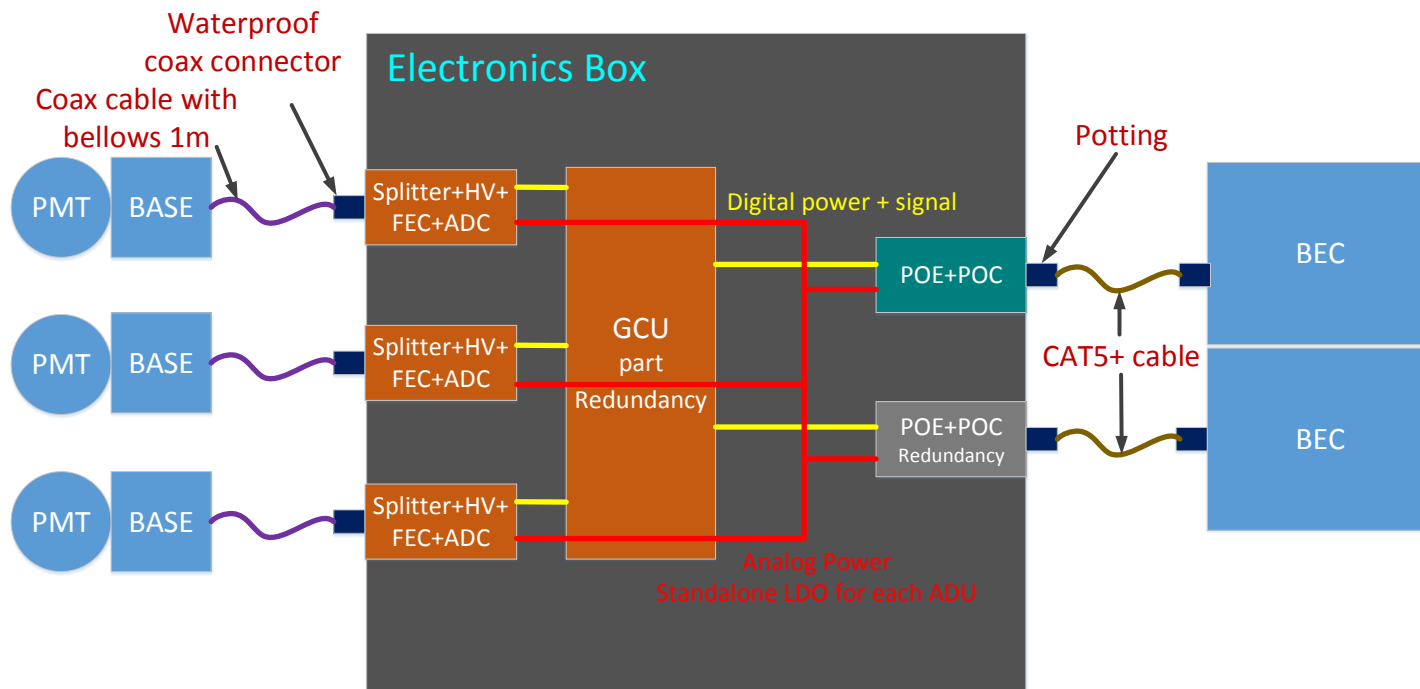 Waterproof
coax connector
Coax cable with
bellows 1m
Electronics Box
Potting
PMT
BASE
Splitter+HV+
FEC+ADC
Digital power + signal
POE+POC
BEC
PMT
BASE
Splitter+HV+
FEC+ADC
GCU
part
Redundancy
CAT5+ cable
POE+POC
Redundancy
BEC
PMT
BASE
Splitter+HV+
FEC+ADC
Analog Power
Standalone LDO for each ADU